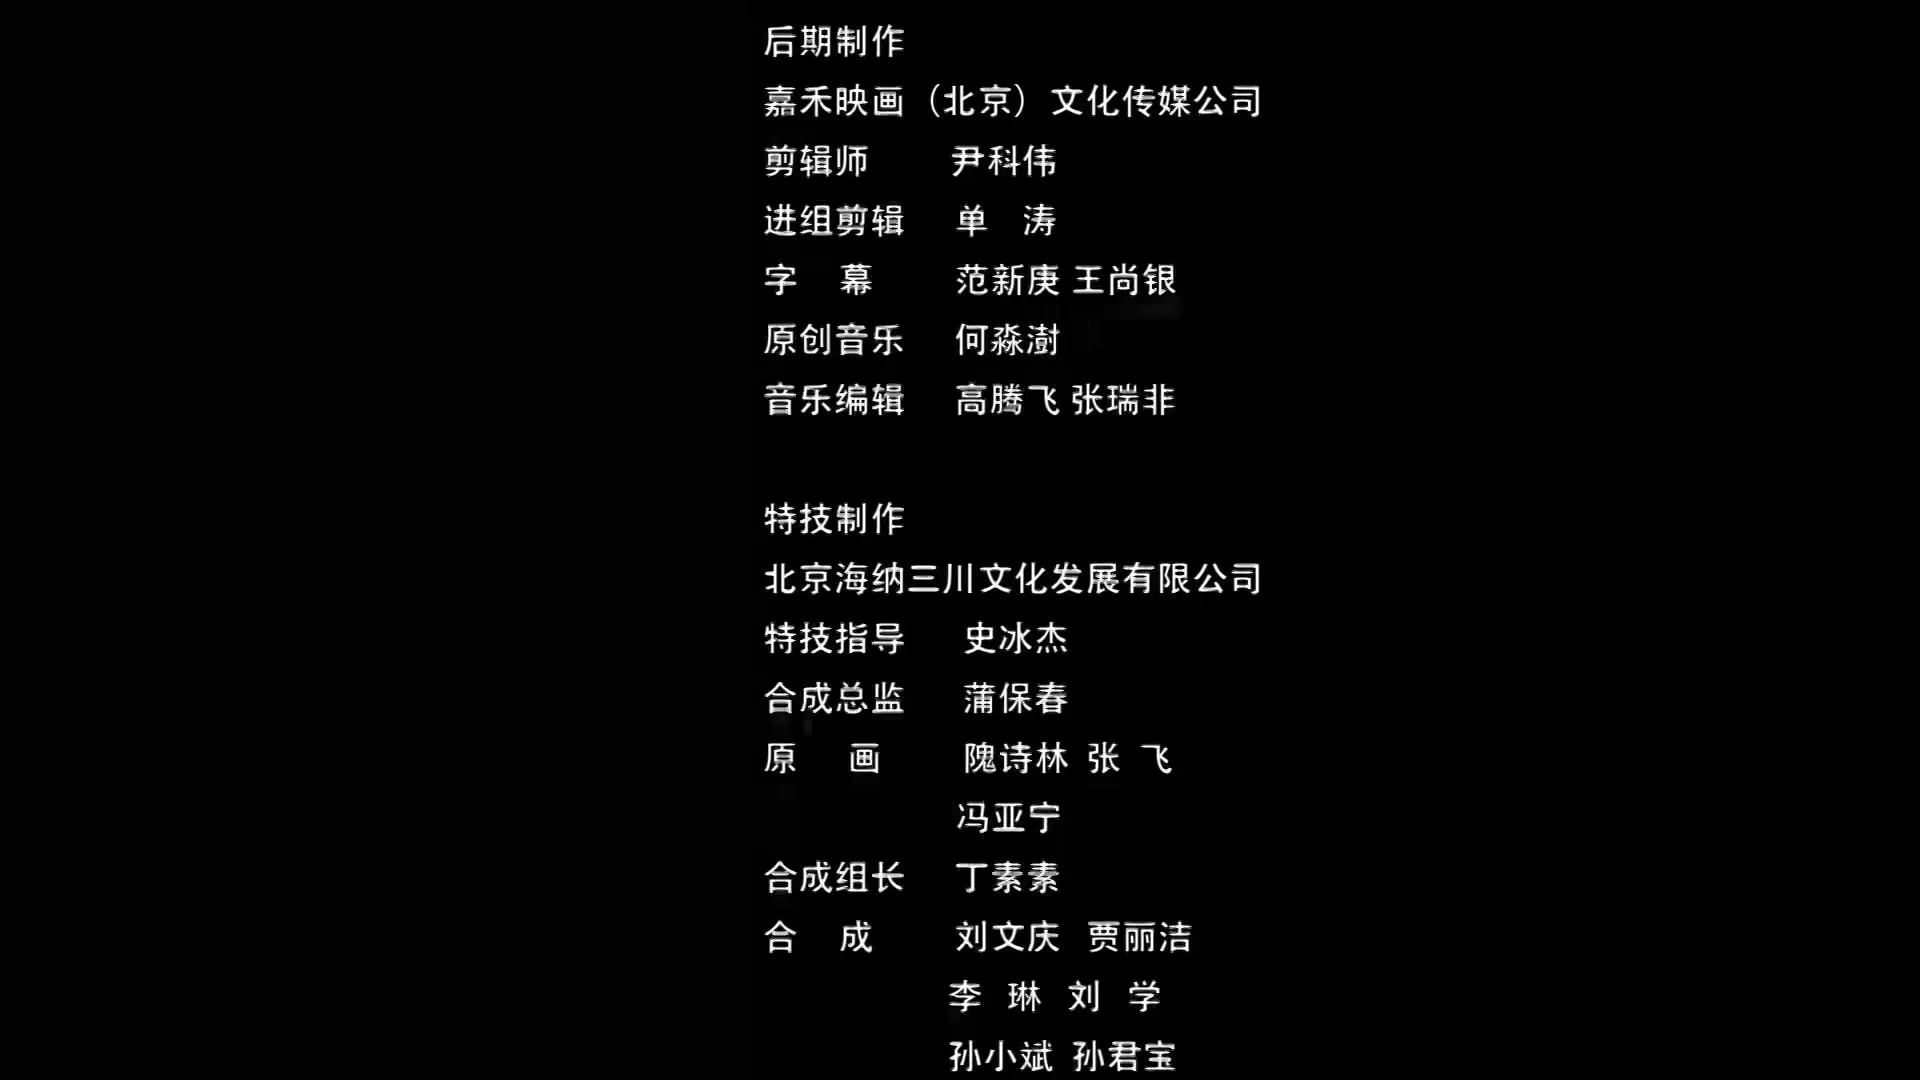 后期制作
嘉禾映画（北京）文化传媒公司
剪辑师 尹科伟
进组剪辑 单 涛
字 幕 范新庚 王尚银
原创音乐 何淼澍
音乐编辑 高腾飞 张瑞非
特技制作
北京海纳三川文化发展有限公司
特技指导 史冰杰
合成总监 蒲保春
原 画 隗诗林 张 飞
冯亚宁
合成组长 丁素素
合 成 刘文庆 贾丽洁
李 琳 刘 学
孙小斌 孙君宝